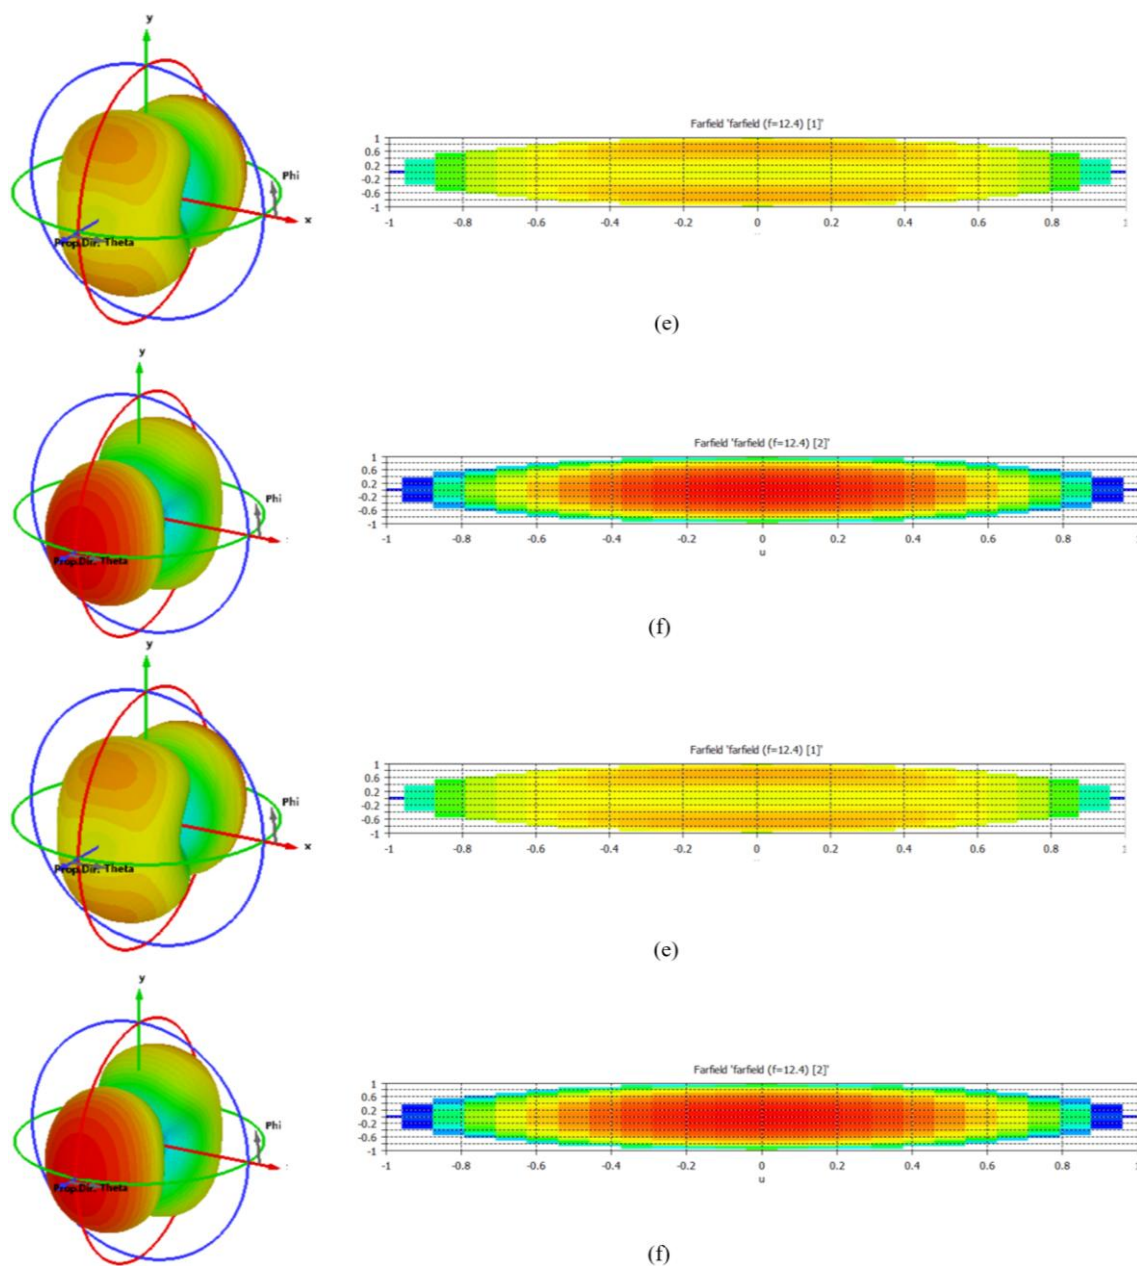 y
Phi
x
Prop.Dir. Theta
Farfield 'farfield (f=12.4) [1]'
1
0.6
0.2
-0.2
-0.6
-1
-1 -0.8 -0.6 -0.4 -0.2 0 0.2 0.4 0.6 0.8 1
(e)
y
Phi
Prop.Dir. Theta
Farfield 'farfield (f=12.4) [2]'
1
0.6
0.2
-0.2
-0.6
-1
-1 -0.8 -0.6 -0.4 -0.2 0 0.2 0.4 0.6 0.8 1
u
(f)
y
Phi
x
Prop.Dir. Theta
Farfield 'farfield (f=12.4) [1]'
1
0.6
0.2
-0.2
-0.6
-1
-1 -0.8 -0.6 -0.4 -0.2 0 0.2 0.4 0.6 0.8 1
(e)
y
Phi
Prop.Dir. Theta
Farfield 'farfield (f=12.4) [2]'
1
0.6
0.2
-0.2
-0.6
-1
-1 -0.8 -0.6 -0.4 -0.2 0 0.2 0.4 0.6 0.8
u
(f)